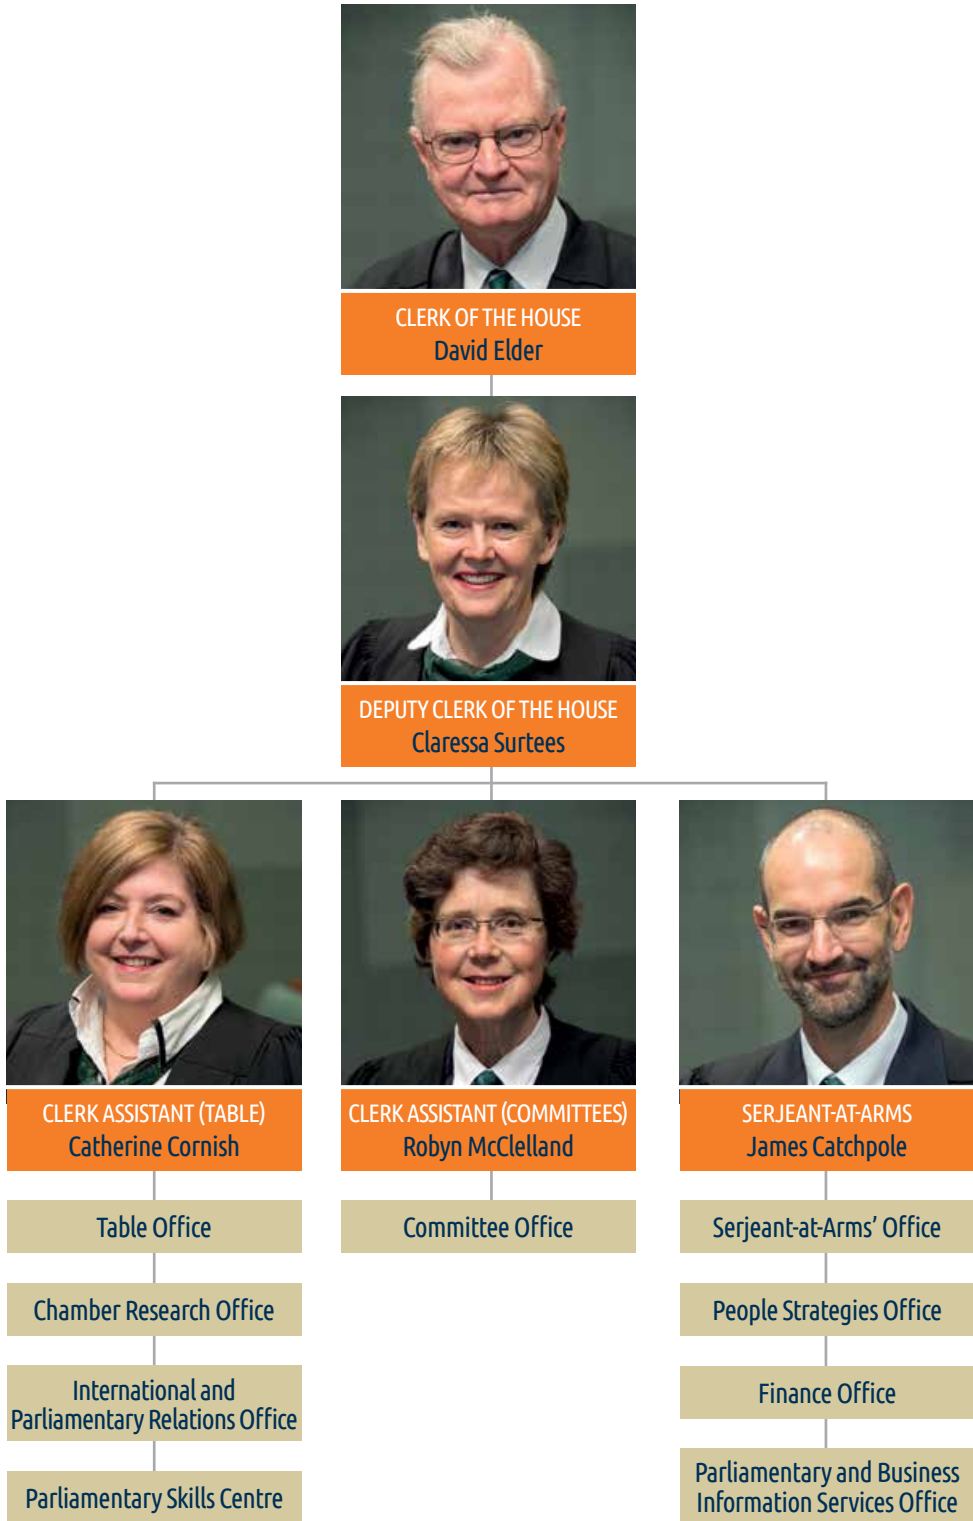 CLERK OF THE HOUSE
David Elder
DEPUTY CLERK OF THE HOUSE
Claressa Surtees
CLERK ASSISTANT (TABLE)
Catherine Cornish
CLERK ASSISTANT (COMMITTEES)
Robyn McClelland
SERJEANT-AT-ARMS
James Catchpole
Table Office
Chamber Research Office
International and
Parliamentary Relations Office
Parliamentary Skills Centre
Committee Office
Serjeant-at-Arms’ Office
People Strategies Office
Finance Office
Parliamentary and Business
Information Services Office